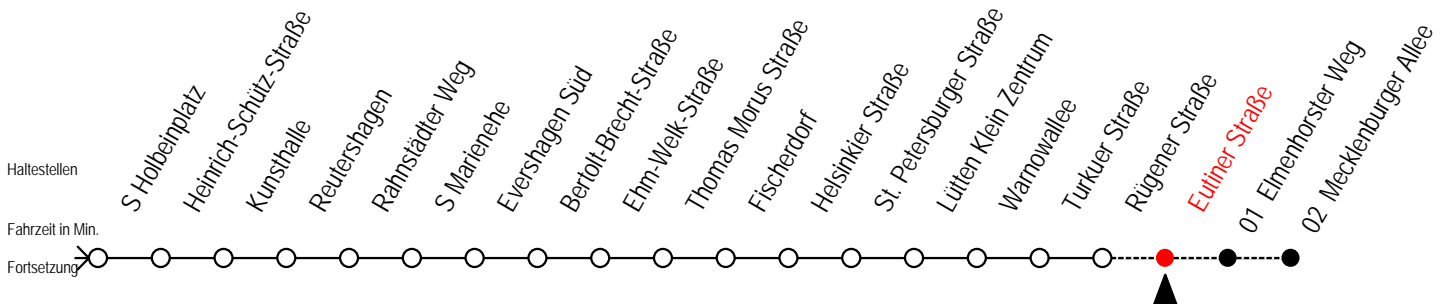 Haltestellen
S Holbeinplatz
Heinrich-Schütz-Straße
Kunsthalle
Reutershagen
Rahnstädter Weg
S Marienehe
Evershagen Süd
Bertolt-Brecht-Straße
Ehm-Welk-Straße
Thomas Morus Straße
Fischerdorf
Helsinkier Straße
St. Petersburger Straße
Lütten Klein Zentrum
Warnowallee
Turkuer Straße
Rügener Straße
Eutiner Straße
01 Elmenhorster Weg
02 Mecklenburger Allee
Fahrzeit in Min.
Fortsetzung